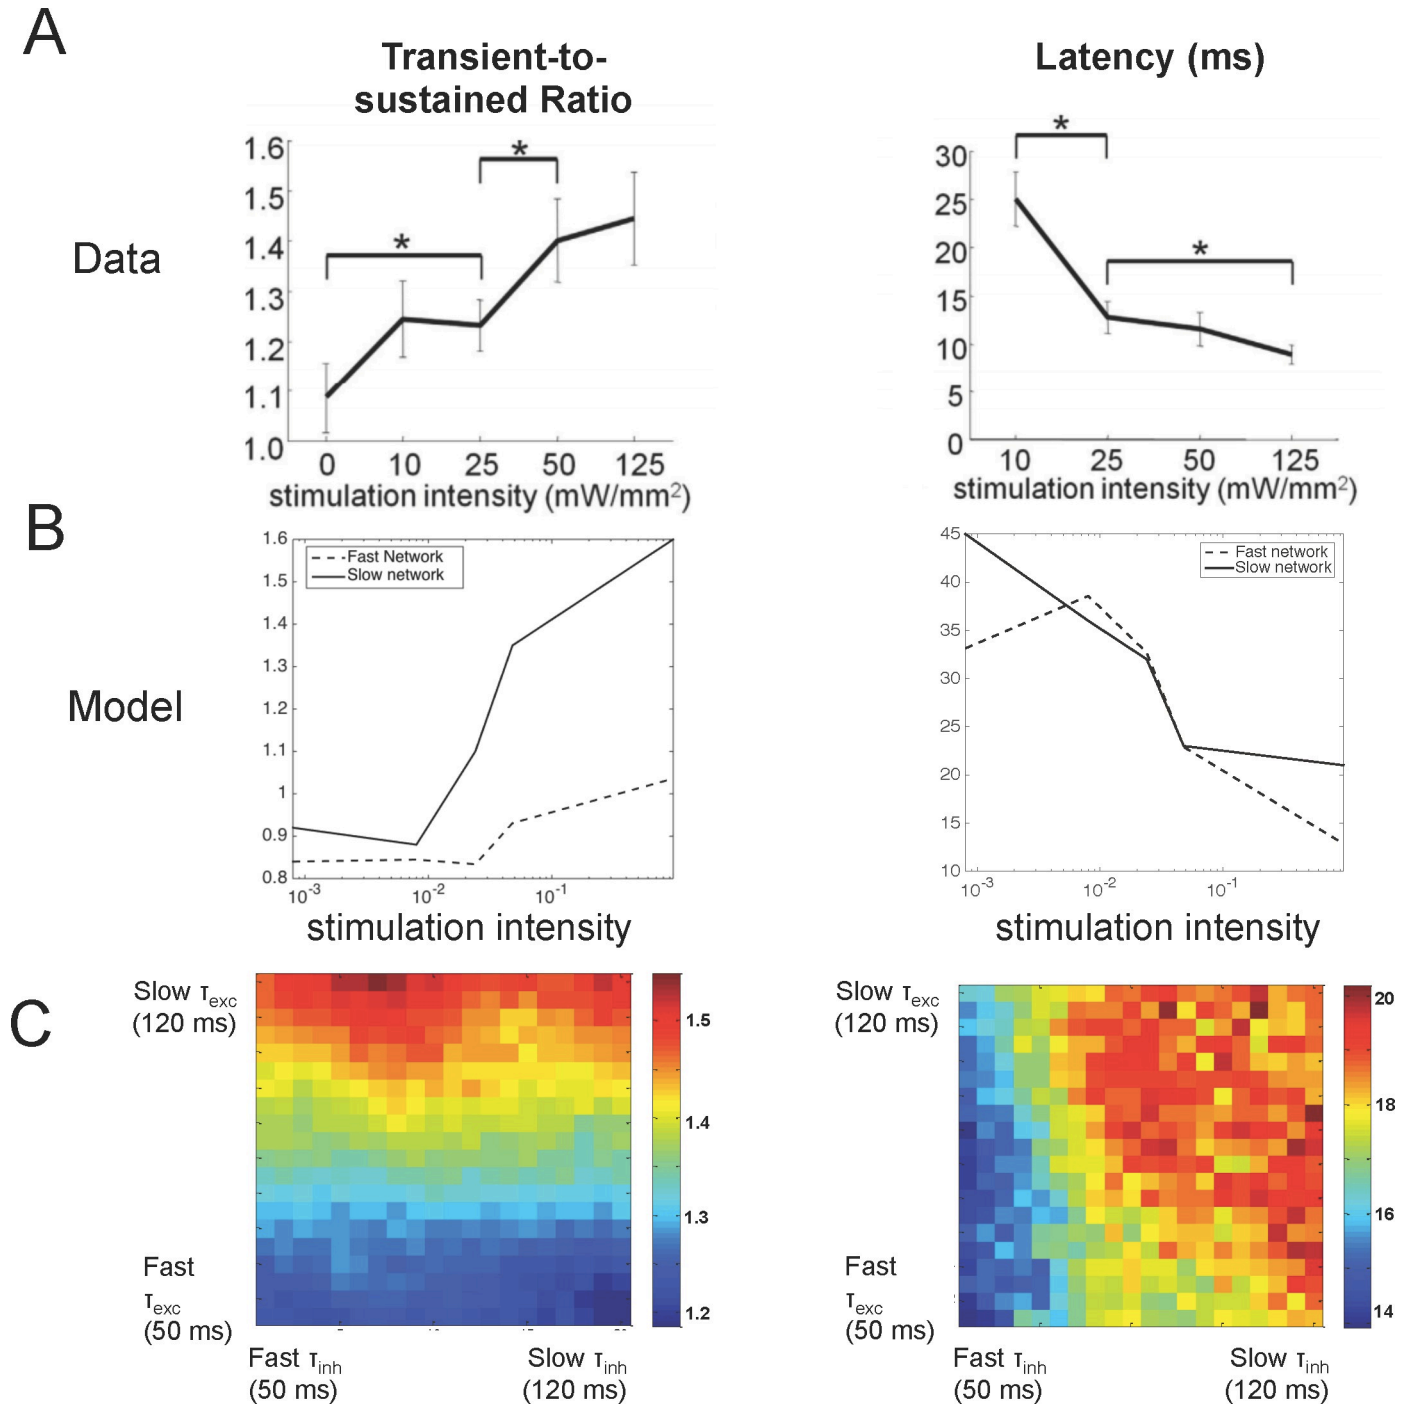 A
Transient-to-
sustained Ratio
Latency (ms)
Data
1.6
1.5
1.4
1.3
1.2
1.1
1.0
*
*
0 10 25 50 125
stimulation intensity (mW/mm²)
30
25
20
15
10
5
0
*
*
10 25 50 125
stimulation intensity (mW/mm²)
B
Model
1.6
1.5
1.4
1.3
1.2
1.1
1
0.9
0.8
Fast Network
Slow network
10⁻³ 10⁻² 10⁻¹
stimulation intensity
45
40
35
30
25
20
15
10
Fast network
Slow network
10⁻³ 10⁻² 10⁻¹
stimulation intensity
C
Slow τexc
(120 ms)
Fast
τexc
(50 ms)
Fast τinh
(50 ms)
Slow τinh
(120 ms)
1.5
1.4
1.3
1.2
Slow τexc
(120 ms)
Fast
τexc
(50 ms)
Fast τinh
(50 ms)
Slow τinh
(120 ms)
20
18
16
14